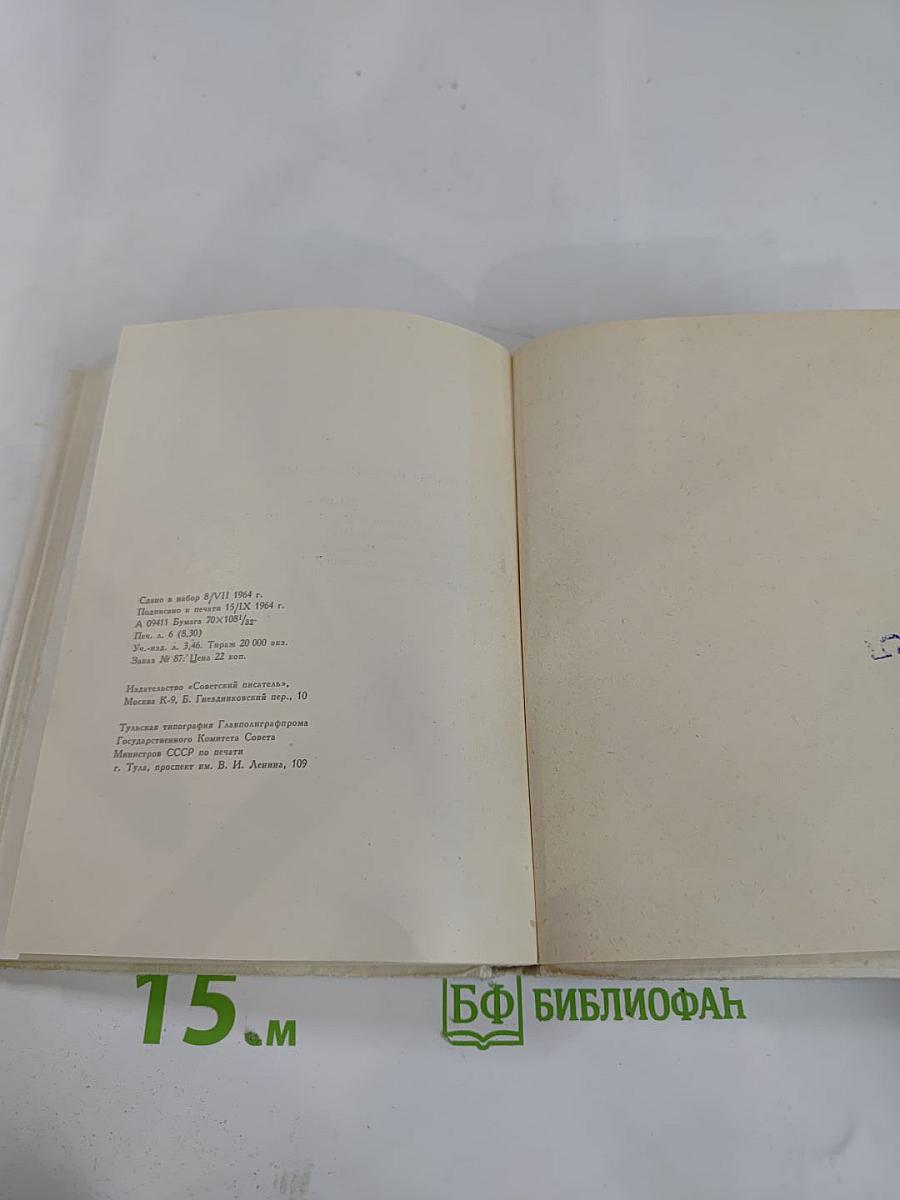 Сдано в набор 8/VII 1964 г.
Подписано к печати 15/IX 1964 г.
А 09411 Бумага 70×108¹/₃₂.
Печ. л. 6 (8,30)
Уч.-изд. л. 3,46. Тираж 20 000 экз.
Заказ № 87. Цена 22 коп.
Издательство «Советский писатель»,
Москва К-9, Б. Гнездниковский пер., 10
Тульская типография Главполиграфпрома
Государственного Комитета Совета
Министров СССР по печати
г. Тула, проспект им. В. И. Ленина, 109
15 см
БФ БИБЛИОФАН